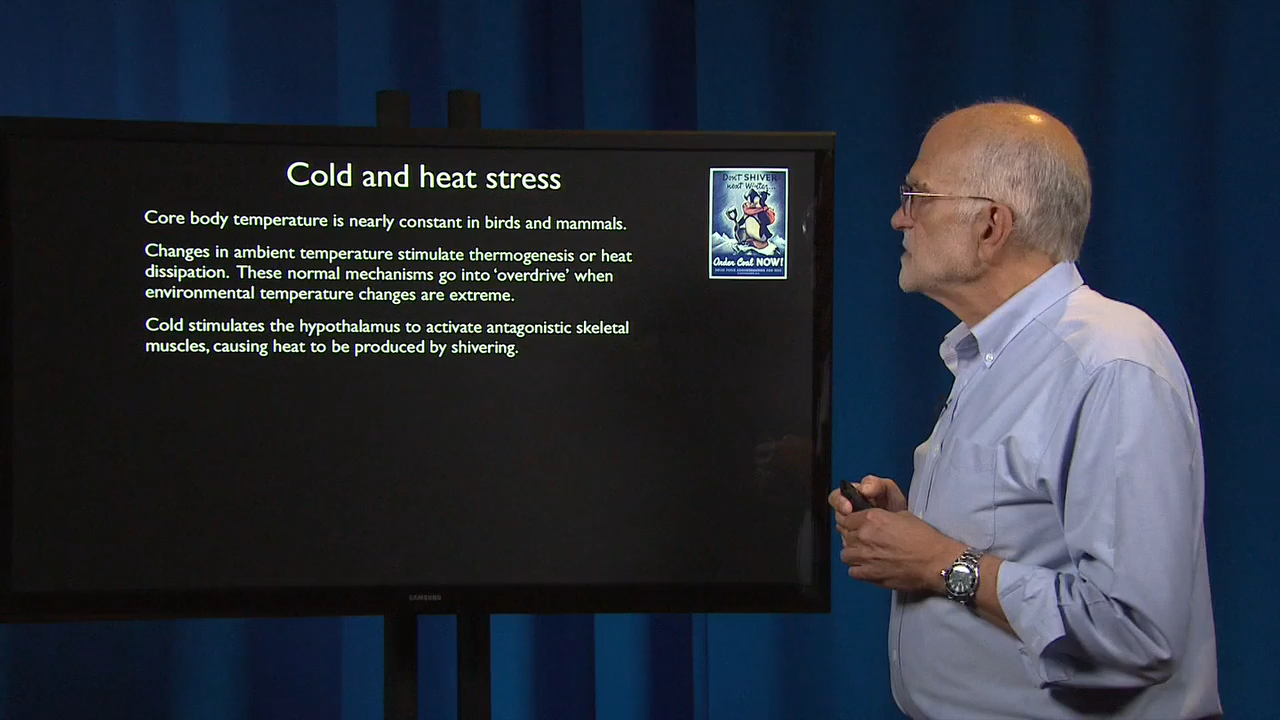 Cold and heat stress
Core body temperature is nearly constant in birds and mammals.
Changes in ambient temperature stimulate thermogenesis or heat
dissipation. These normal mechanisms go into ‘overdrive’ when
environmental temperature changes are extreme.
Cold stimulates the hypothalamus to activate antagonistic skeletal
muscles, causing heat to be produced by shivering.
Don't SHIVER
next Winter...
Order Coal NOW!
SAMSUNG